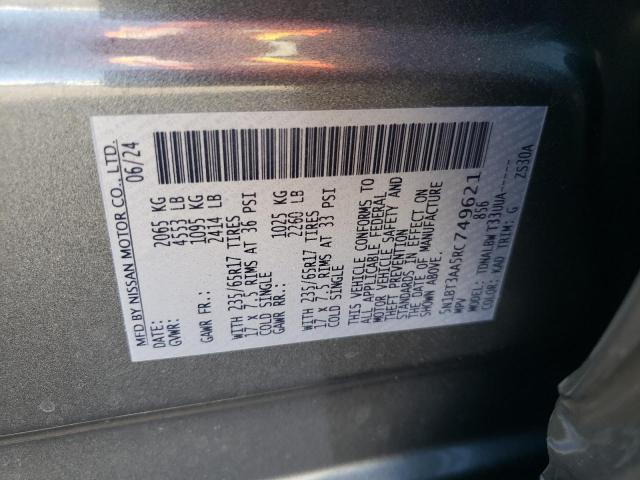 MFD BY NISSAN MOTOR CO., LTD.
DATE: 06/24
GVWR: 2065 KG
4553 LB
GAWR FR.: 1095 KG
2414 LB
WITH 235/65R17 TIRES
17 X 7.5 RIMS AT 36 PSI
COLD SINGLE
GAWR RR.: 1025 KG
2260 LB
WITH 235/65R17 TIRES
17 X 7.5 RIMS AT 33 PSI
COLD SINGLE
THIS VEHICLE CONFORMS TO
ALL APPLICABLE FEDERAL
MOTOR VEHICLE SAFETY AND
THEFT PREVENTION
STANDARDS IN EFFECT ON
THE DATE OF MANUFACTURE
SHOWN ABOVE.
5N1BT3AA5RC749621
MPV 856
MODEL: TDNALBWT33UUA------
COLOR: KAD TRIM: G ZS30A